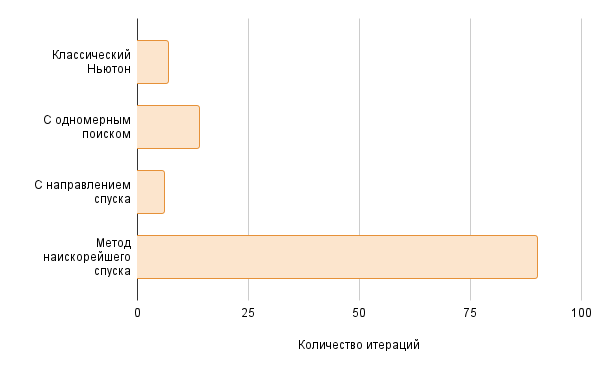 Классический
Ньютон
С одномерным
поиском
С направлением
спуска
Метод
наискорейшего
спуска
0
25
50
75
100
Количество итераций